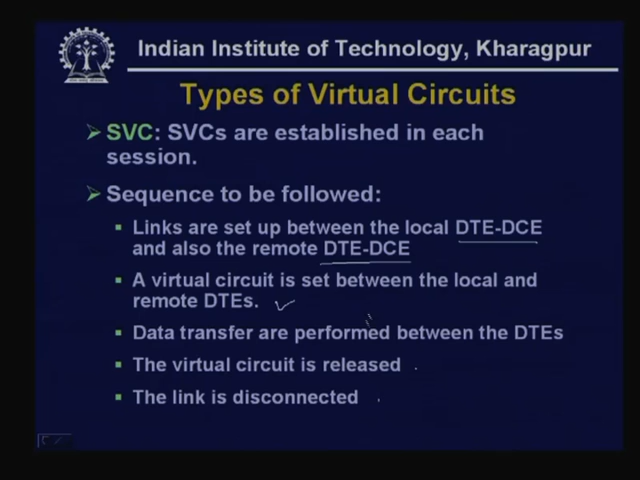 Indian Institute of Technology, Kharagpur
Types of Virtual Circuits
SVC: SVCs are established in each
session.
Sequence to be followed:
Links are set up between the local DTE-DCE
and also the remote DTE-DCE
A virtual circuit is set between the local and
remote DTEs.
Data transfer are performed between the DTEs
The virtual circuit is released
The link is disconnected